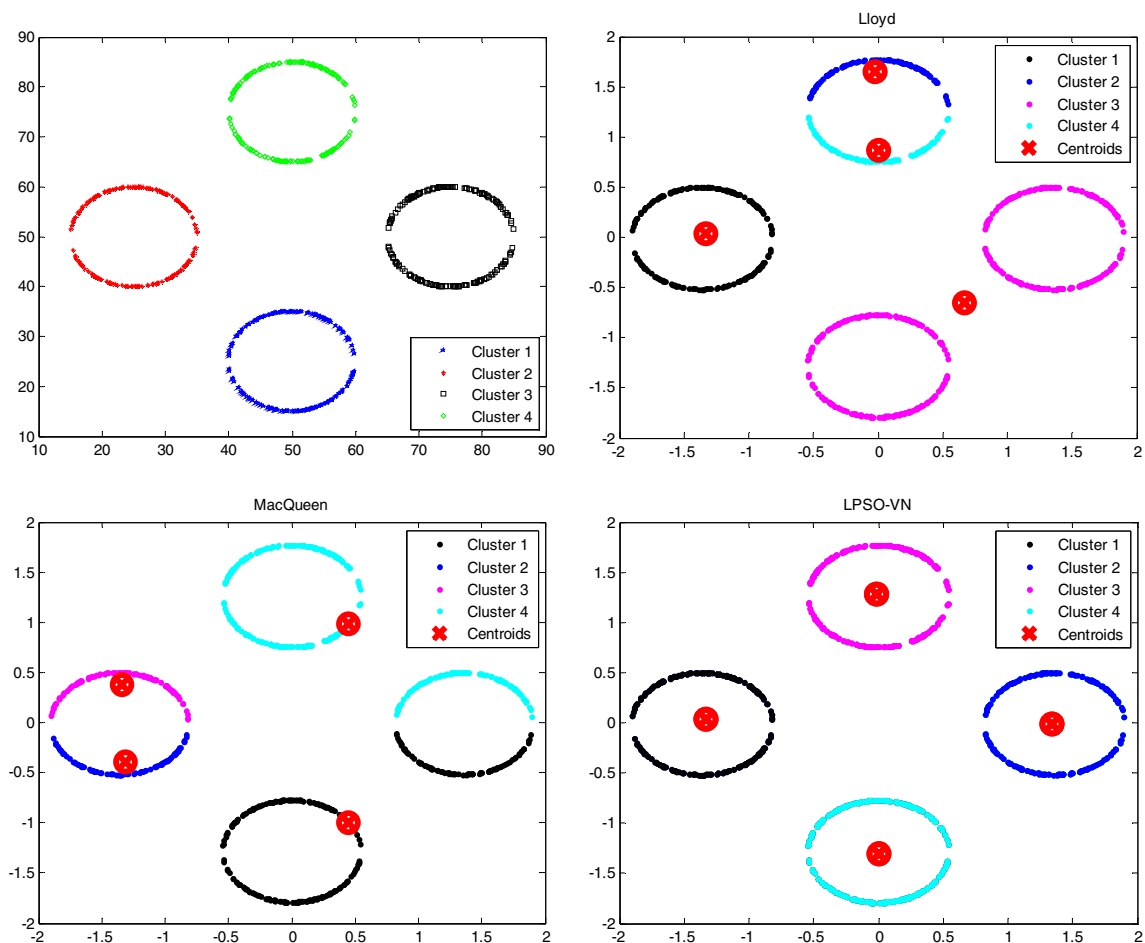 90
80
70
60
50
40
30
20
10
10 20 30 40 50 60 70 80 90
Cluster 1
Cluster 2
Cluster 3
Cluster 4
Lloyd
2
1.5
1
0.5
0
-0.5
-1
-1.5
-2
-2 -1.5 -1 -0.5 0 0.5 1 1.5 2
Cluster 1
Cluster 2
Cluster 3
Cluster 4
Centroids
MacQueen
2
1.5
1
0.5
0
-0.5
-1
-1.5
-2
-2 -1.5 -1 -0.5 0 0.5 1 1.5 2
Cluster 1
Cluster 2
Cluster 3
Cluster 4
Centroids
LPSO-VN
2
1.5
1
0.5
0
-0.5
-1
-1.5
-2
-2 -1.5 -1 -0.5 0 0.5 1 1.5 2
Cluster 1
Cluster 2
Cluster 3
Cluster 4
Centroids